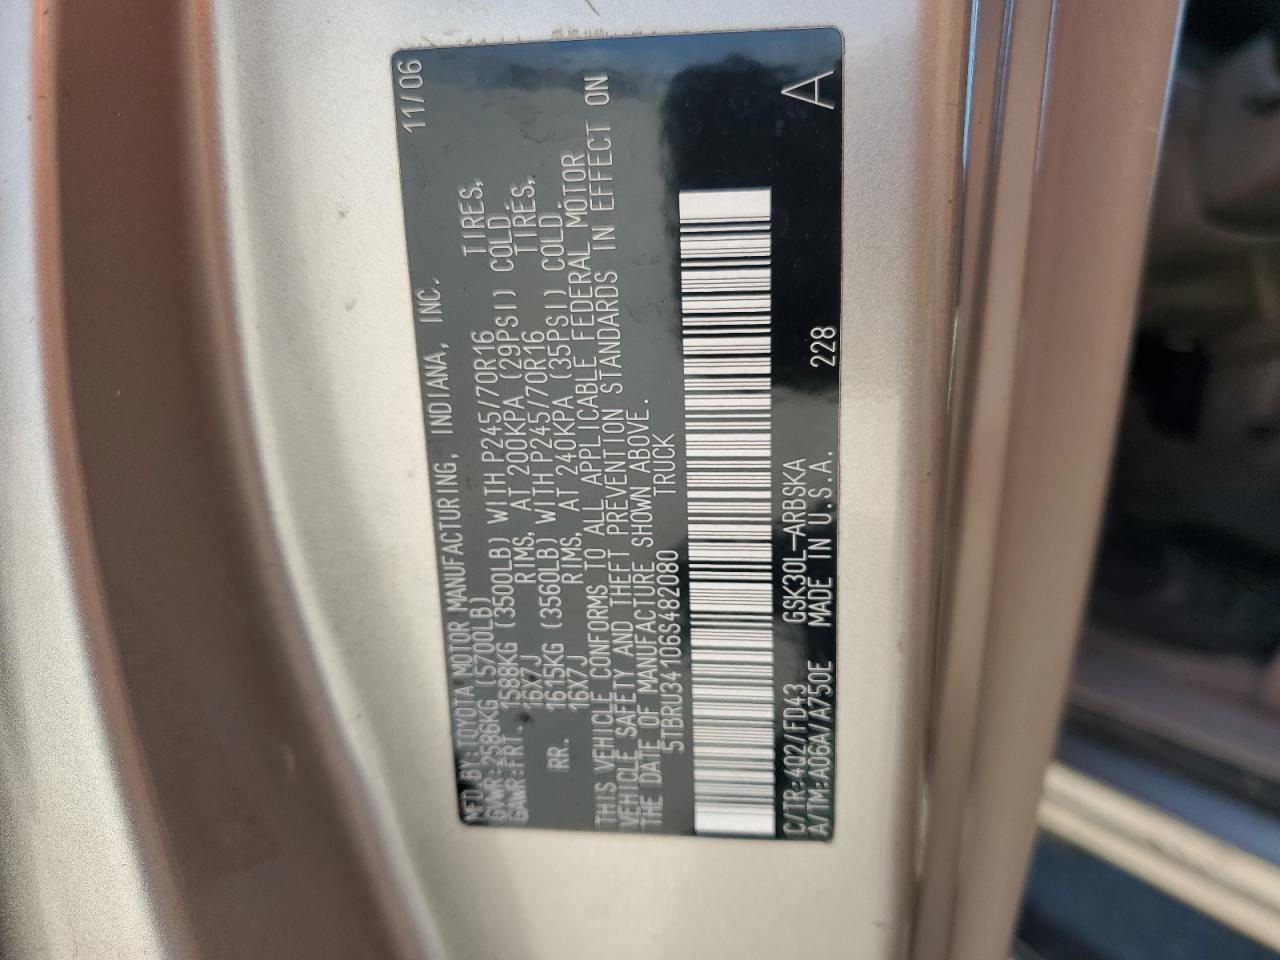 MFD. BY: TOYOTA MOTOR MANUFACTURING, INDIANA, INC. 11/06
GVWR: 2586KG (5700LB)
GAWR: FRT. 1588KG (3500LB) WITH P245/70R16 TIRES,
16X7J RIMS, AT 200KPA (29PSI) COLD.
RR. 1615KG (3560LB) WITH P245/70R16 TIRES,
16X7J RIMS, AT 240KPA (35PSI) COLD.
THIS VEHICLE CONFORMS TO ALL APPLICABLE FEDERAL MOTOR
VEHICLE SAFETY AND THEFT PREVENTION STANDARDS IN EFFECT ON
THE DATE OF MANUFACTURE SHOWN ABOVE.
5TBRU34106S482080 TRUCK
C/TR: 4Q2/FD43 GSK30L-ARBSKA
A/TM: A06A/A750E MADE IN U.S.A. 228 A